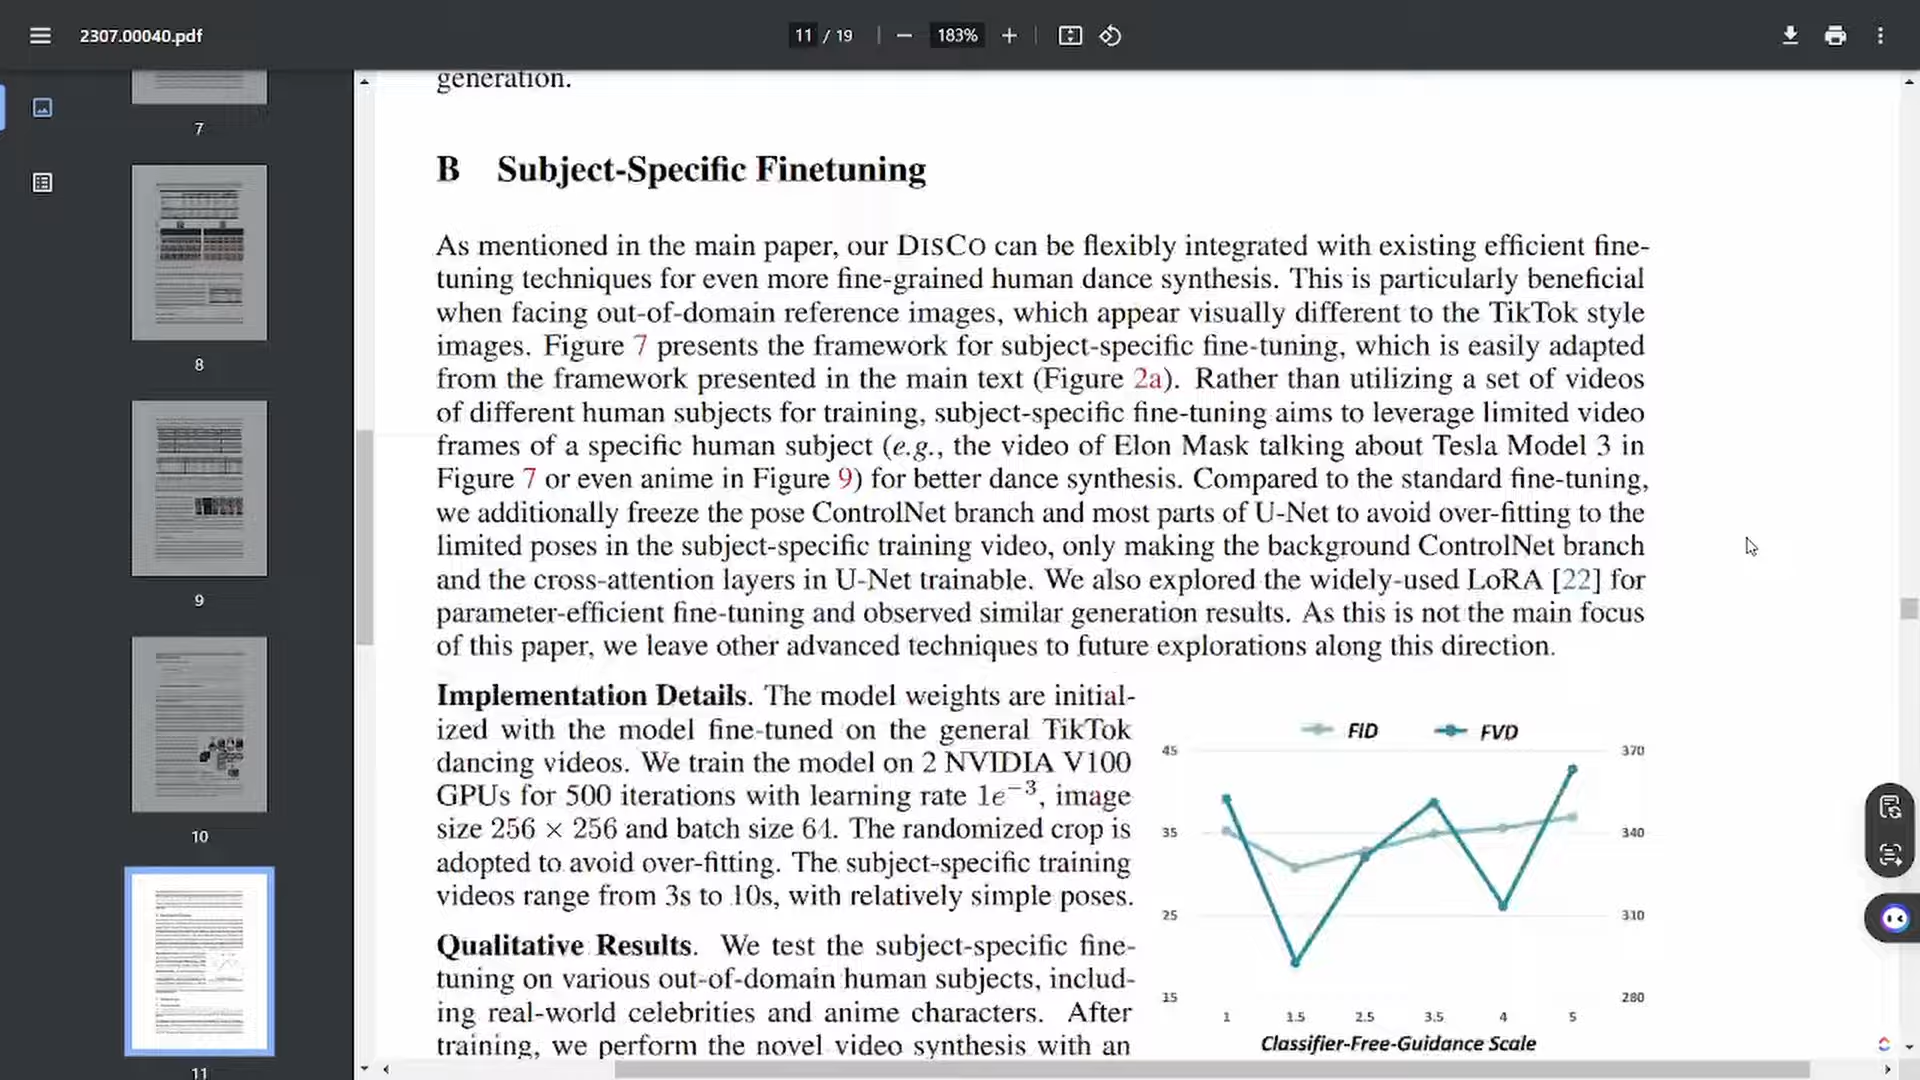 2307.00040.pdf
11 / 19
183%
7
8
9
10
11
generation.
B Subject-Specific Finetuning
As mentioned in the main paper, our DISCO can be flexibly integrated with existing efficient fine-
tuning techniques for even more fine-grained human dance synthesis. This is particularly beneficial
when facing out-of-domain reference images, which appear visually different to the TikTok style
images. Figure 7 presents the framework for subject-specific fine-tuning, which is easily adapted
from the framework presented in the main text (Figure 2a). Rather than utilizing a set of videos
of different human subjects for training, subject-specific fine-tuning aims to leverage limited video
frames of a specific human subject (e.g., the video of Elon Mask talking about Tesla Model 3 in
Figure 7 or even anime in Figure 9) for better dance synthesis. Compared to the standard fine-tuning,
we additionally freeze the pose ControlNet branch and most parts of U-Net to avoid over-fitting to the
limited poses in the subject-specific training video, only making the background ControlNet branch
and the cross-attention layers in U-Net trainable. We also explored the widely-used LoRA [22] for
parameter-efficient fine-tuning and observed similar generation results. As this is not the main focus
of this paper, we leave other advanced techniques to future explorations along this direction.
Implementation Details. The model weights are initial-
ized with the model fine-tuned on the general TikTok
dancing videos. We train the model on 2 NVIDIA V100
GPUs for 500 iterations with learning rate 1e⁻³, image
size 256 × 256 and batch size 64. The randomized crop is
adopted to avoid over-fitting. The subject-specific training
videos range from 3s to 10s, with relatively simple poses.
Qualitative Results. We test the subject-specific fine-
tuning on various out-of-domain human subjects, includ-
ing real-world celebrities and anime characters. After
training, we perform the novel video synthesis with an
FID FVD
45 370
35 340
25 310
15 280
1 1.5 2.5 3.5 4 5
Classifier-Free-Guidance Scale